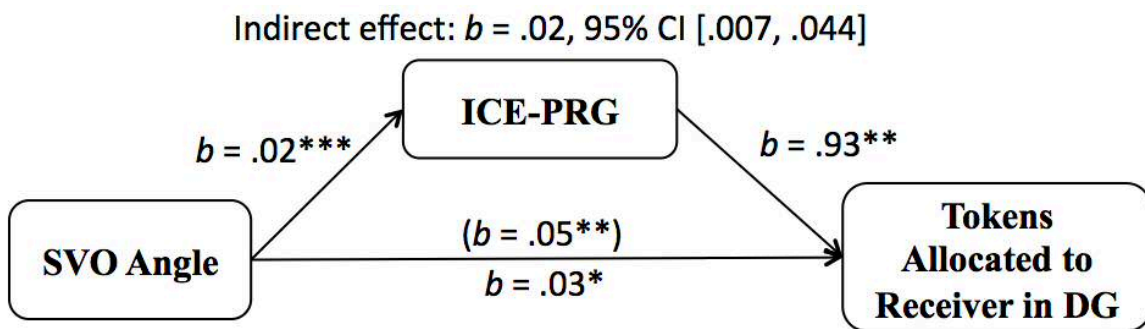 Indirect effect: b = .02, 95% CI [.007, .044]
ICE-PRG
b = .02***
b = .93**
SVO Angle
(b = .05**)
b = .03*
Tokens
Allocated to
Receiver in DG